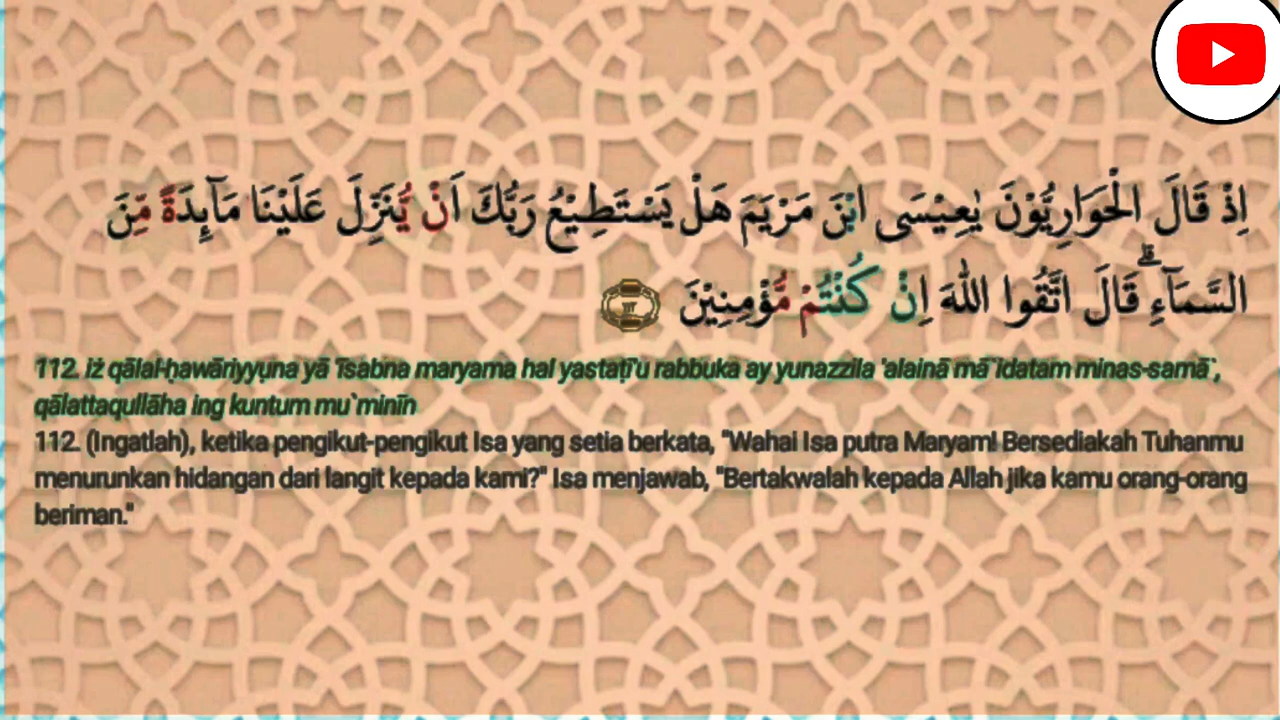 اِذْ قَالَ الْحَوَارِيُّوْنَ يٰعِيْسَى ابْنَ مَرْيَمَ هَلْ يَسْتَطِيْعُ رَبُّكَ اَنْ يُّنَزِّلَ عَلَيْنَا مَاۤىِٕدَةً مِّنَ
السَّمَاۤءِ ۗقَالَ اتَّقُوا اللّٰهَ اِنْ كُنْتُمْ مُّؤْمِنِيْنَ ١١٢
112. iż qālal-ḥawāriyyụna yā 'īsabna maryama hal yastaṭī'u rabbuka ay yunazzila 'alainā mā`idatam minas-samā`,
qālattaqullāha ing kuntum mu`minīn
112. (Ingatlah), ketika pengikut-pengikut Isa yang setia berkata, "Wahai Isa putra Maryam! Bersediakah Tuhanmu
menurunkan hidangan dari langit kepada kami?" Isa menjawab, "Bertakwalah kepada Allah jika kamu orang-orang
beriman."